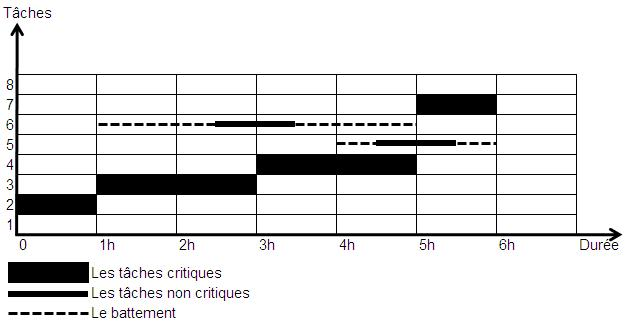 Tâches
8
7
6
5
4
3
2
1
0 1h 2h 3h 4h 5h 6h Durée
Les tâches critiques
Les tâches non critiques
Le battement